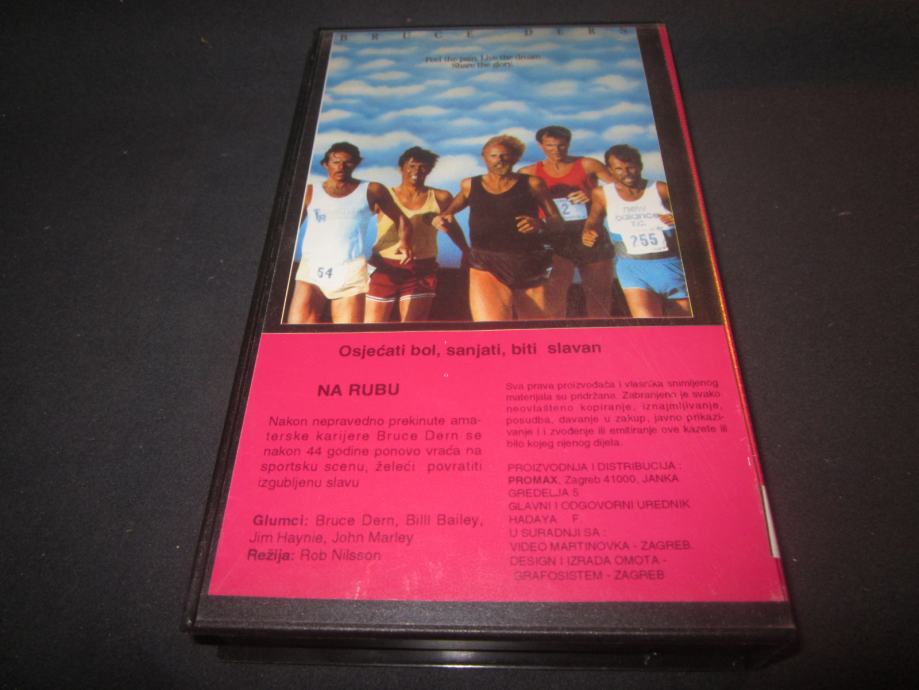 BRUCE DERN
Feel the pain. Live the dream.
Share the glory.
54
2
new
balance
T.C.
255
Osjećati bol, sanjati, biti slavan
NA RUBU
Nakon nepravedno prekinute ama-
terske karijere Bruce Dern se
nakon 44 godine ponovo vraća na
sportsku scenu, želeći povratiti
izgubljenu slavu
Glumci: Bruce Dern, Billl Bailey,
Jim Haynie, John Marley
Režija: Rob Nilsson
Sva prava proizvođača i vlasnika snimljenog
materijala su pridržana. Zabranjeno je svako
neovlašteno kopiranje, iznajmljivanje,
posudba, davanje u zakup, javno prikazi-
vanje i i zvođenje ili emitiranje ove kazete ili
bilo kojeg njenog dijela.
PROIZVODNJA I DISTRIBUCIJA :
PROMAX, Zagreb 41000, JANKA
GREDELJA 5
GLAVNI I ODGOVORNI UREDNIK
HADAYA F.
U SURADNJI SA :
VIDEO MARTINOVKA - ZAGREB.
DESIGN I IZRADA OMOTA -
GRAFOSISTEM - ZAGREB